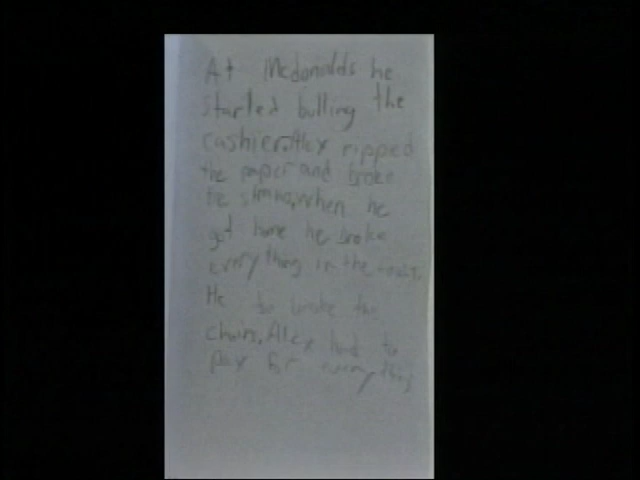 At Mcdonalds he
started bulling the
cashier.Alex ripped
the paper and broke
the when he
got home he broke
everything in the
He broke the
chairs, Alex had to
pay for everything